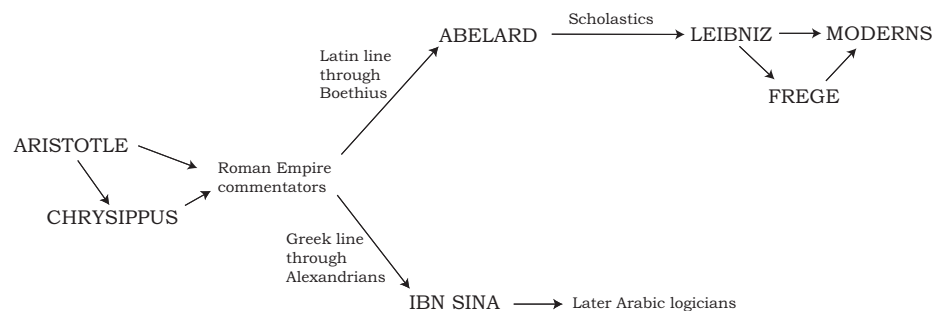 Scholastics
ABELARD
LEIBNIZ
MODERNS
Latin line
through
Boethius
FREGE
ARISTOTLE
Roman Empire
commentators
CHRYSIPPUS
Greek line
through
Alexandrians
IBN SINA
Later Arabic logicians